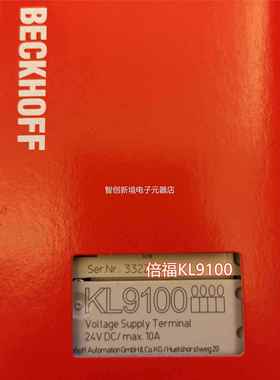 BECKHOFF
智创新境电子元器店
Ser.Nr. 332
倍福KL9100
KL9100
Voltage Supply Terminal
24V DC/ max. 10A
hoff Automation GmbH & Co. KG / Huelshorstweg 20